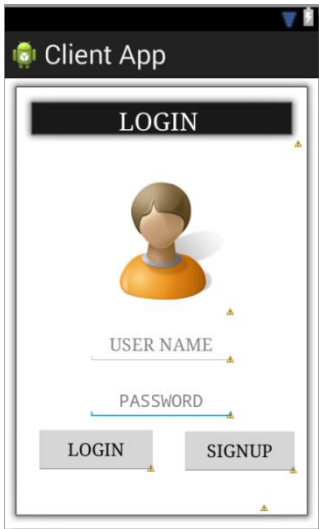 Client App
LOGIN
USER NAME
PASSWORD
LOGIN SIGNUP